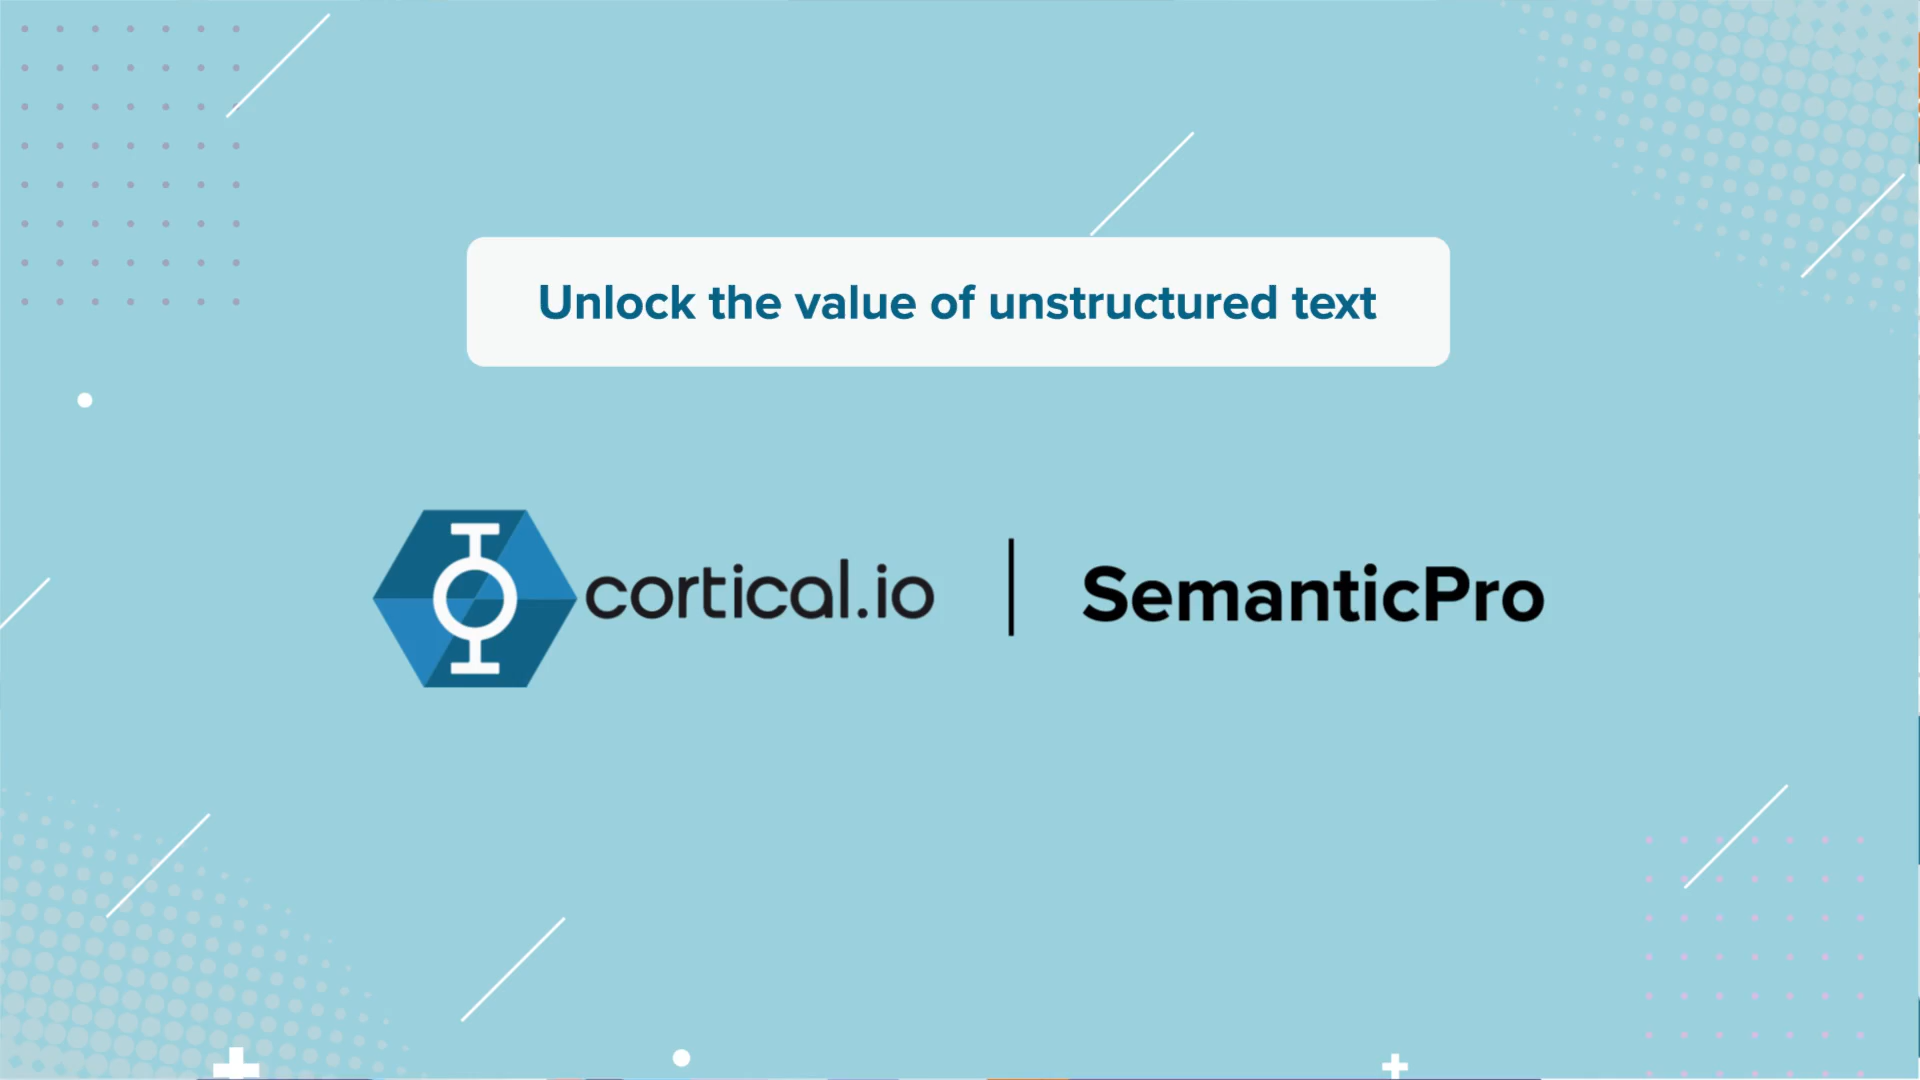 Unlock the value of unstructured text
cortical.io | SemanticPro